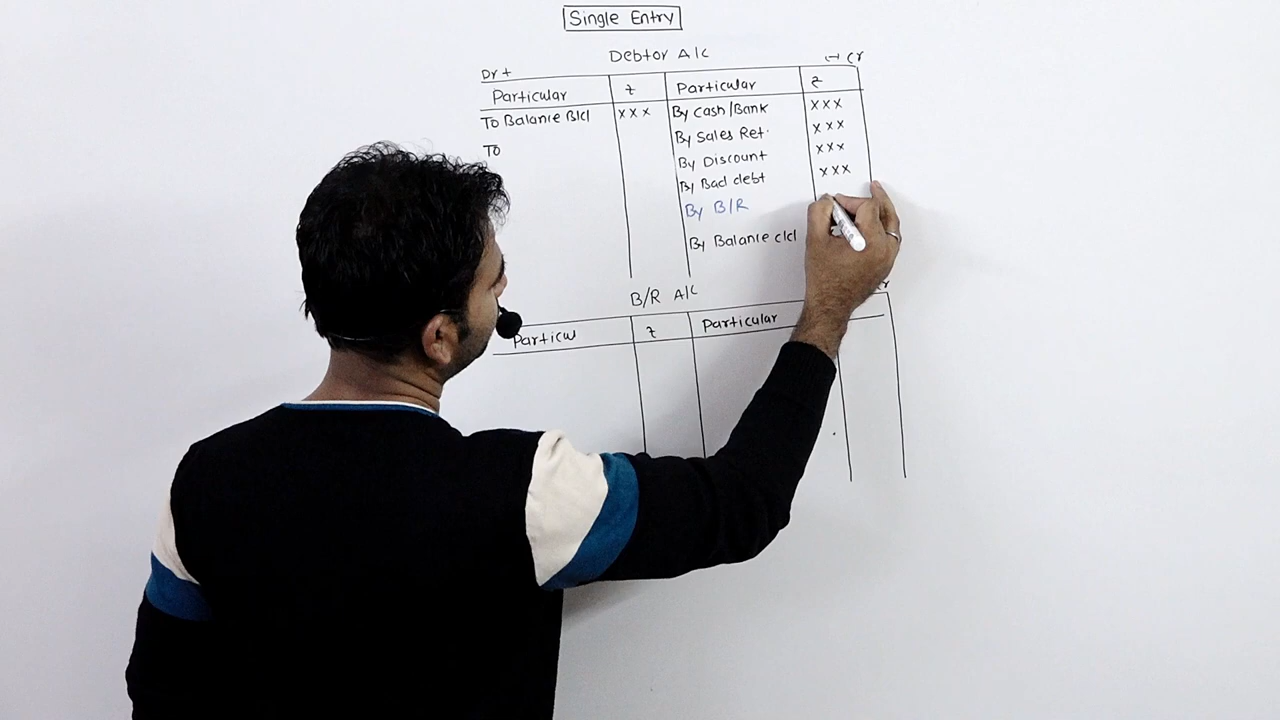 Single Entry
Debtor A/C
Dr + (-) Cr
Particular ₹ Particular ₹
To Balance B/d xxx By Cash/Bank xxx
To By Sales Ret. xxx
By Discount xxx
By Bad debt xxx
By B/R
By Balance c/d
B/R A/C
Particu ₹ Particular